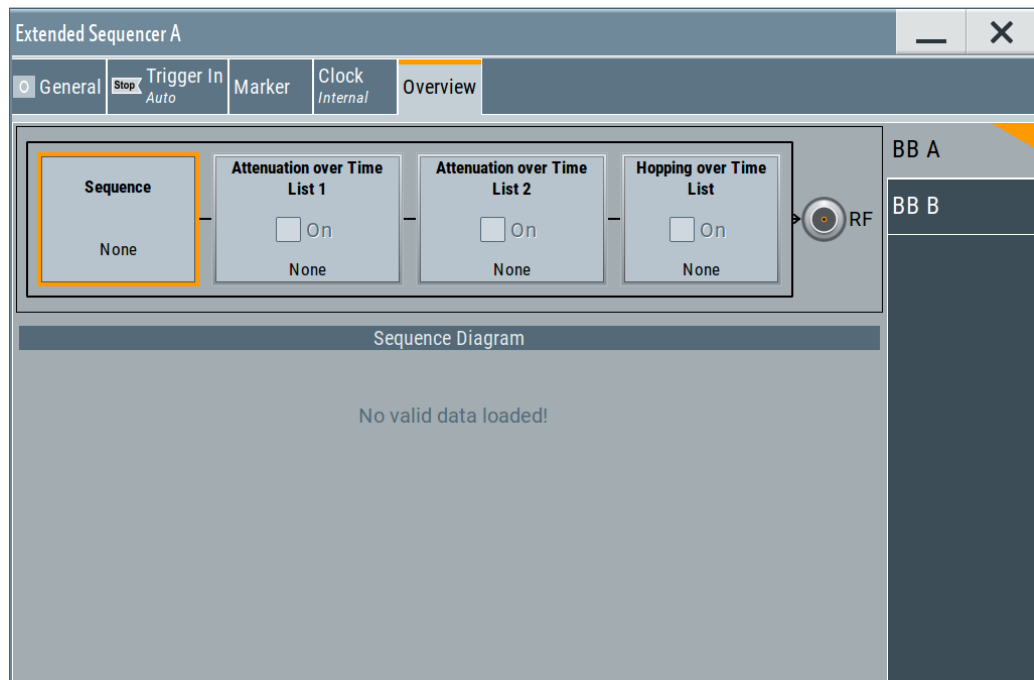 Extended Sequencer A
General
Stop
Trigger In
Auto
Marker
Clock
Internal
Overview
Sequence
None
Attenuation over Time
List 1
On
None
Attenuation over Time
List 2
On
None
Hopping over Time
List
On
None
RF
BB A
BB B
Sequence Diagram
No valid data loaded!